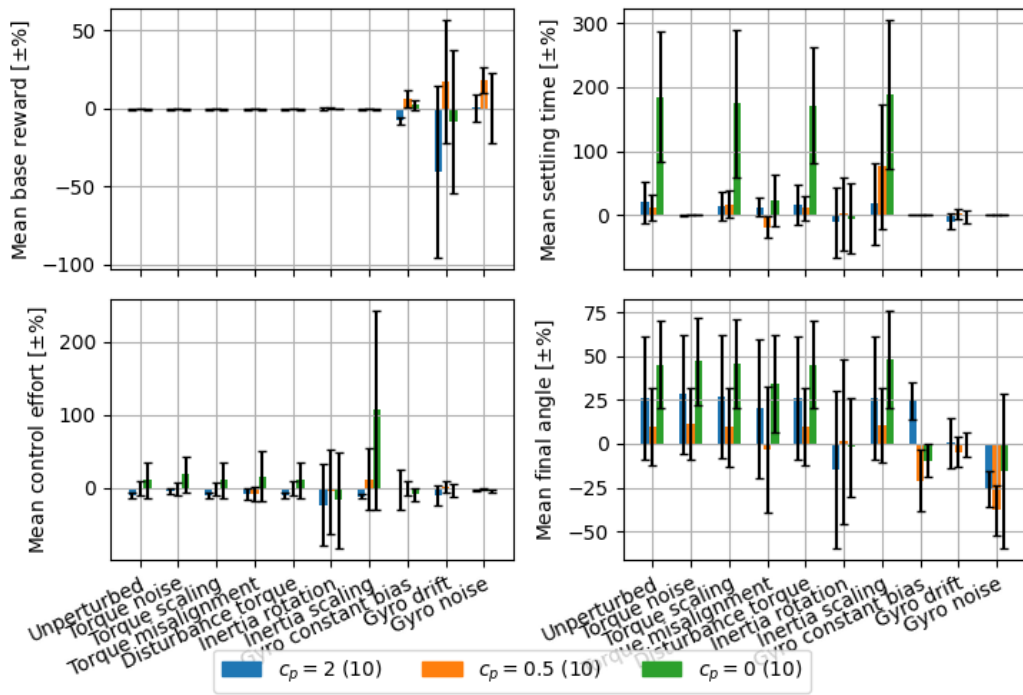 Mean base reward [±%]
50
0
−50
−100
Mean settling time [±%]
300
200
100
0
Mean control effort [±%]
200
100
0
Mean final angle [±%]
75
50
25
0
−25
−50
Unperturbed
Torque noise
Torque scaling
Torque misalignment
Disturbance torque
Inertia rotation
Inertia scaling
Gyro constant bias
Gyro drift
Gyro noise
Unperturbed
Torque noise
Torque scaling
Torque misalignment
Disturbance torque
Inertia rotation
Inertia scaling
Gyro constant bias
Gyro drift
Gyro noise
c_p = 2 (10)
c_p = 0.5 (10)
c_p = 0 (10)